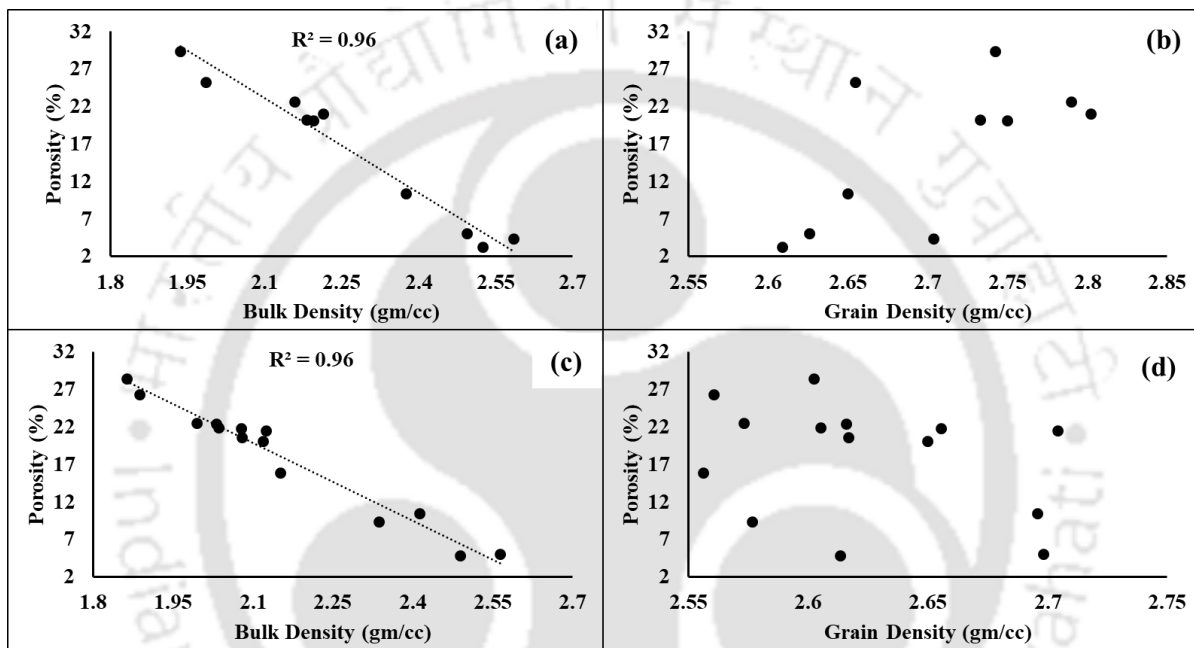 R² = 0.96
(a)
Porosity (%)
32
27
22
17
12
7
2
1.8 1.95 2.1 2.25 2.4 2.55 2.7
Bulk Density (gm/cc)
(b)
Porosity (%)
32
27
22
17
12
7
2
2.55 2.6 2.65 2.7 2.75 2.8 2.85
Grain Density (gm/cc)
R² = 0.96
(c)
Porosity (%)
32
27
22
17
12
7
2
1.8 1.95 2.1 2.25 2.4 2.55 2.7
Bulk Density (gm/cc)
(d)
Porosity (%)
32
27
22
17
12
7
2
2.55 2.6 2.65 2.7 2.75
Grain Density (gm/cc)
Indian